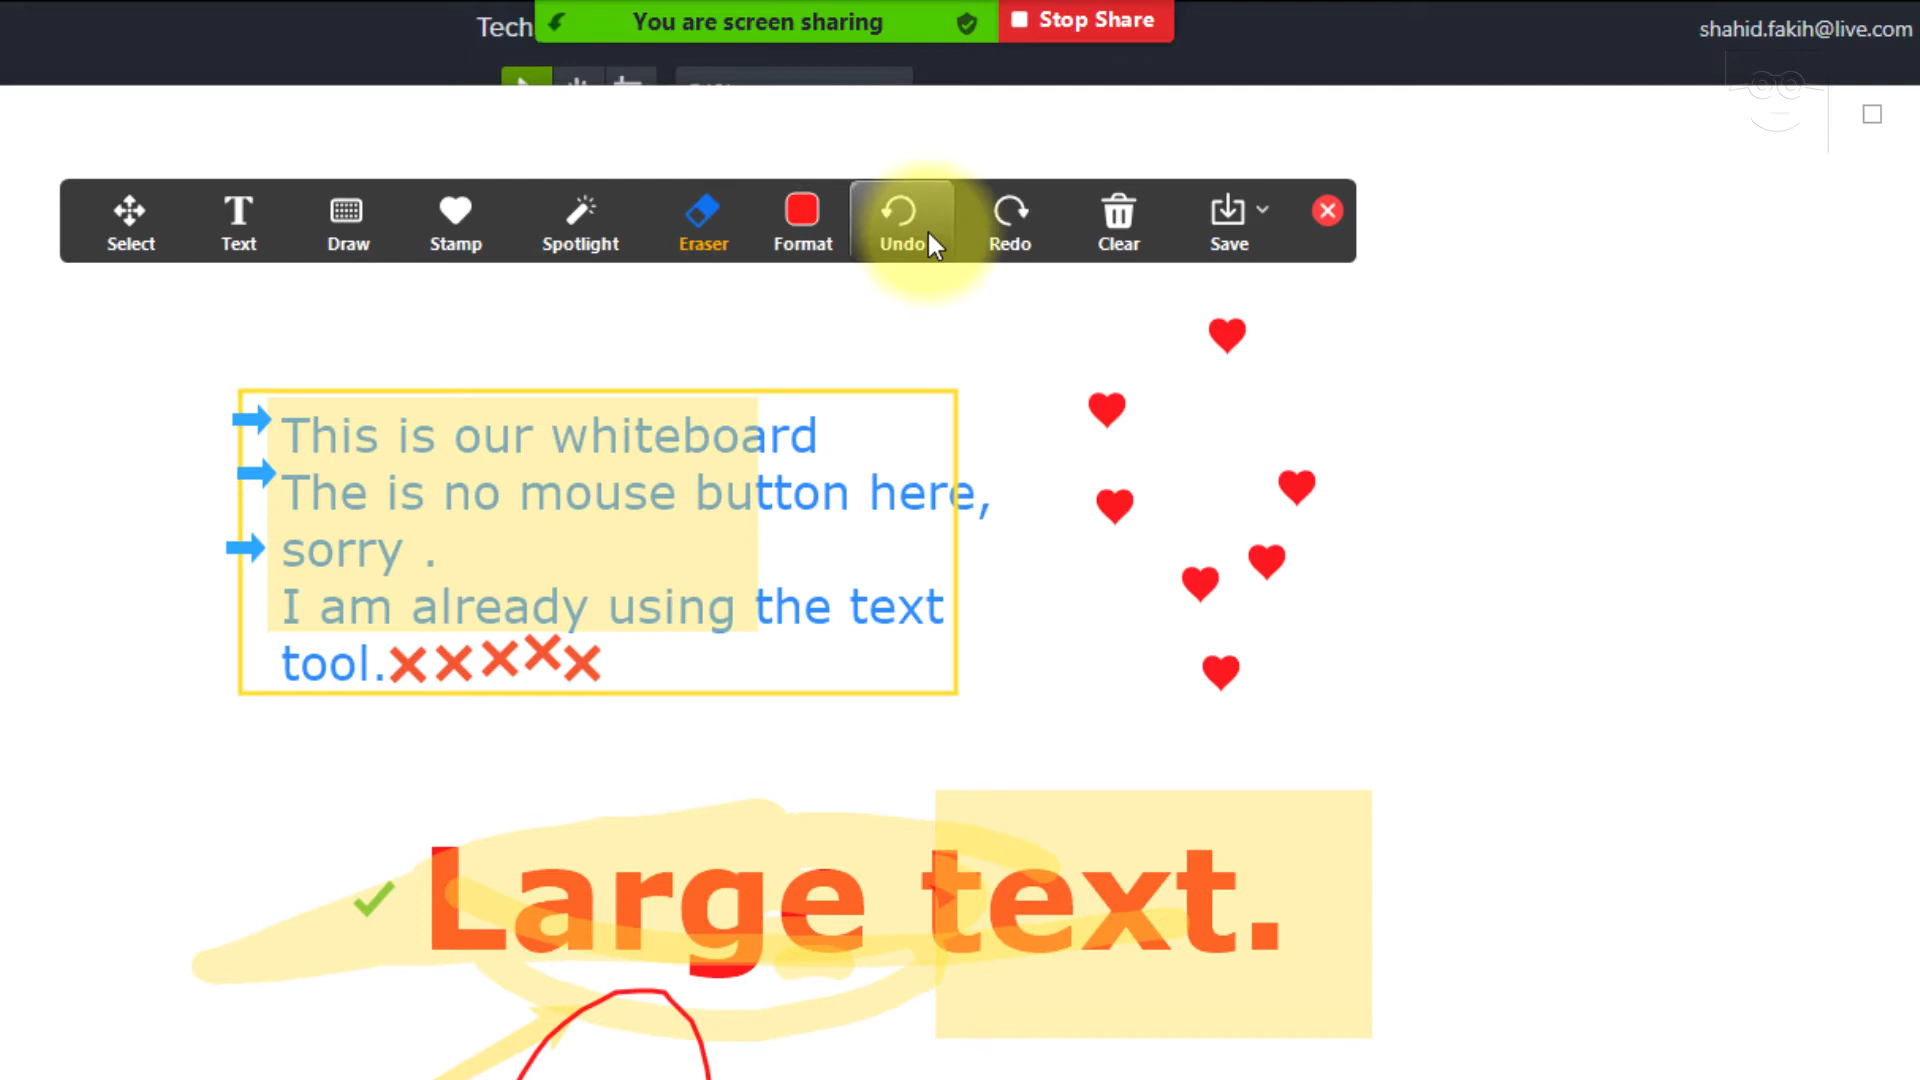 Tech
You are screen sharing
Stop Share
shahid.fakih@live.com
Select
Text
Draw
Stamp
Spotlight
Eraser
Format
Undo
Redo
Clear
Save
This is our whiteboard
The is no mouse button here,
sorry .
I am already using the text
tool.
Large text.